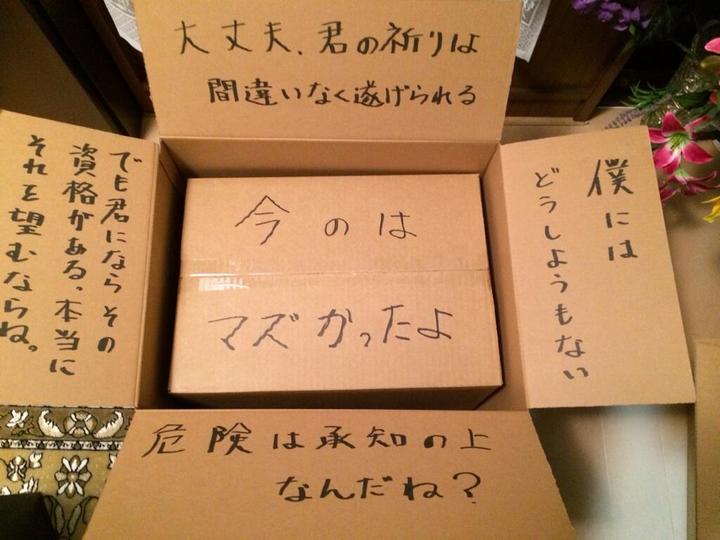 大丈夫、君の祈りは
間違いなく遂げられる
僕には
どうしようもない
でも君にならその
資格がある。本当に
それを望むならね。
危険は承知の上
なんだね？
今のは
マズかったよ